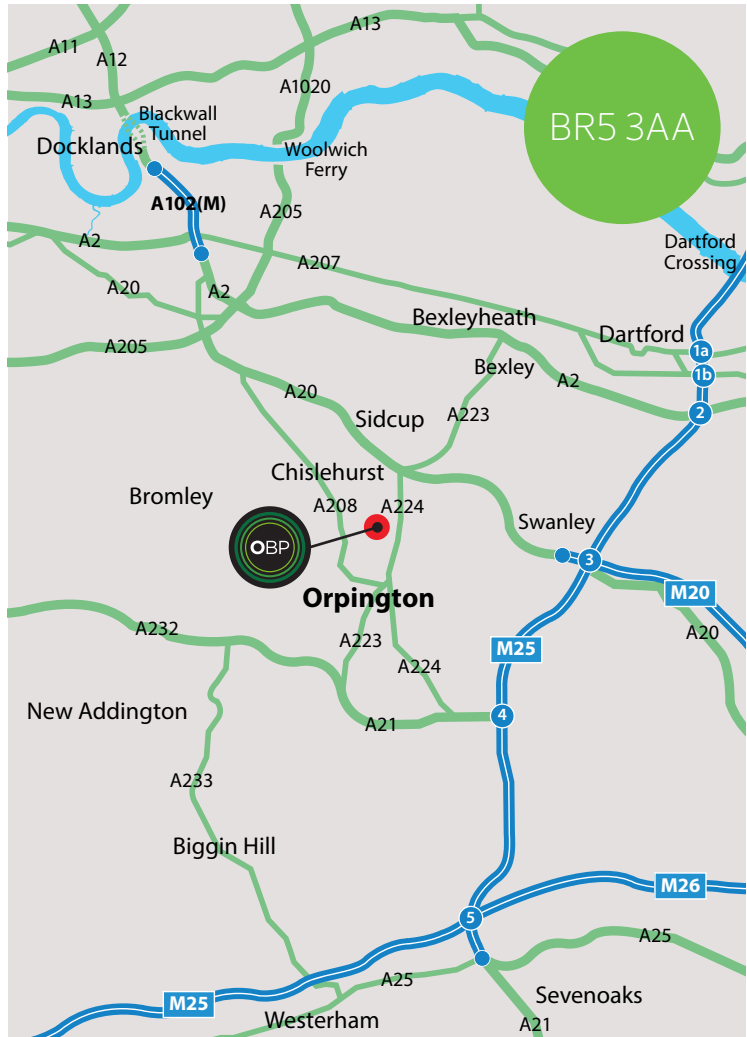 A13
A11
A12
A1020
A13
Blackwall
Tunnel
BR5 3AA
Docklands
Woolwich
Ferry
A102(M)
A205
A2
Dartford
Crossing
A207
A20
A2
Bexleyheath
Dartford
A205
1a
Bexley
1b
A20
A2
Sidcup
A223
2
Chislehurst
Bromley
A208
A224
Swanley
OBP
3
M20
Orpington
A232
A223
A20
M25
A224
New Addington
A21
4
A233
Biggin Hill
M26
5
A25
A25
M25
Sevenoaks
Westerham
A21